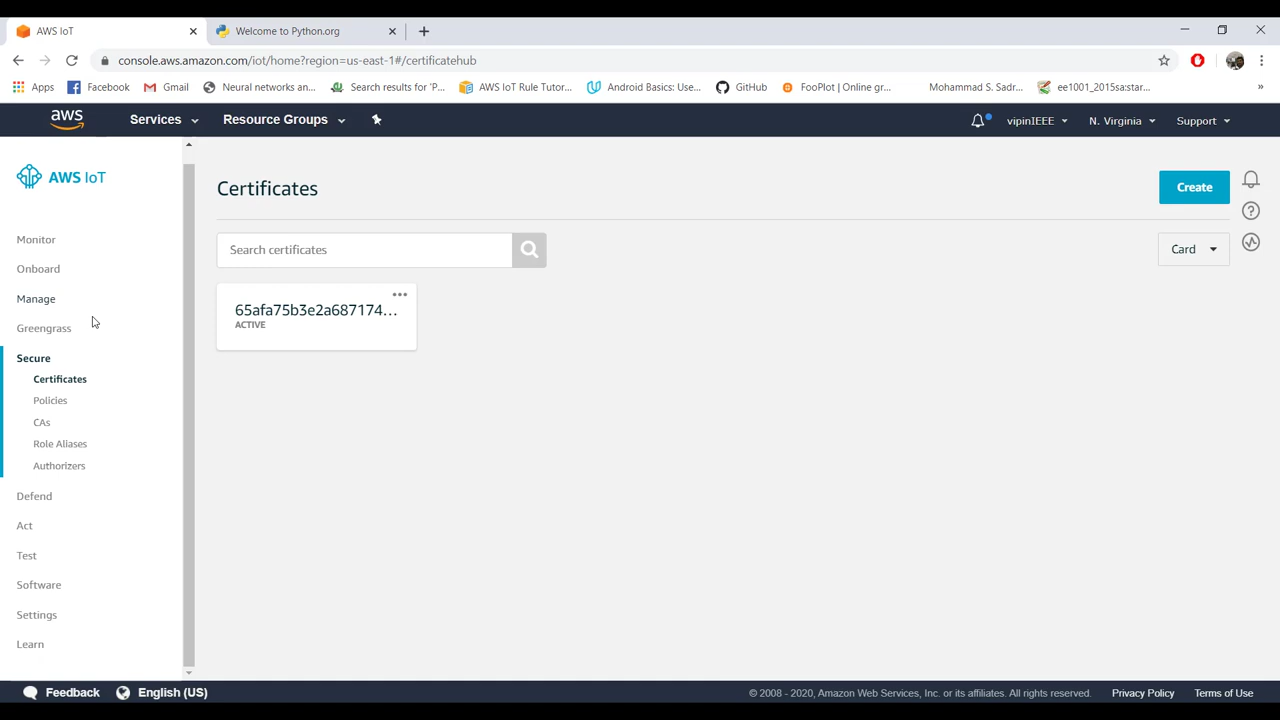 AWS IoT
Welcome to Python.org
console.aws.amazon.com/iot/home?region=us-east-1#/certificatehub
Apps
Facebook
Gmail
Neural networks an...
Search results for 'P...
AWS IoT Rule Tutor...
Android Basics: Use...
GitHub
FooPlot | Online gr...
Mohammad S. Sadr...
ee1001_2015sa:star...
»
aws
Services
Resource Groups
vipinIEEE
N. Virginia
Support
AWS IoT
Monitor
Onboard
Manage
Greengrass
Secure
Certificates
Policies
CAs
Role Aliases
Authorizers
Defend
Act
Test
Software
Settings
Learn
Certificates
Create
Search certificates
Card
65afa75b3e2a687174...
ACTIVE
Feedback
English (US)
© 2008 - 2020, Amazon Web Services, Inc. or its affiliates. All rights reserved.
Privacy Policy
Terms of Use